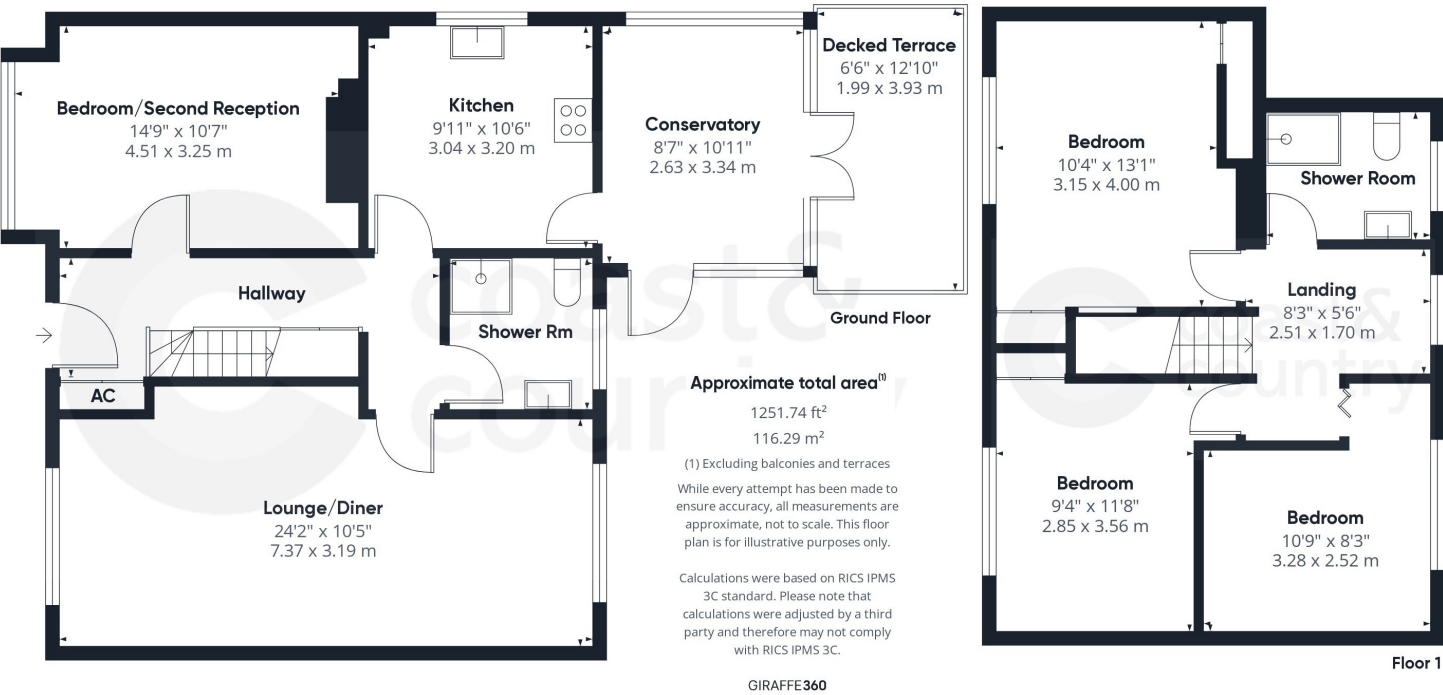 Bedroom/Second Reception
14'9" x 10'7"
4.51 x 3.25 m
Kitchen
9'11" x 10'6"
3.04 x 3.20 m
Conservatory
8'7" x 10'11"
2.63 x 3.34 m
Decked Terrace
6'6" x 12'10"
1.99 x 3.93 m
Hallway
Shower Rm
AC
Lounge/Diner
24'2" x 10'5"
7.37 x 3.19 m
Ground Floor
Approximate total area(1)
1251.74 ft²
116.29 m²
(1) Excluding balconies and terraces
While every attempt has been made to
ensure accuracy, all measurements are
approximate, not to scale. This floor
plan is for illustrative purposes only.
Calculations were based on RICS IPMS
3C standard. Please note that
calculations were adjusted by a third
party and therefore may not comply
with RICS IPMS 3C.
GIRAFFE360
Bedroom
10'4" x 13'1"
3.15 x 4.00 m
Shower Room
Landing
8'3" x 5'6"
2.51 x 1.70 m
Bedroom
9'4" x 11'8"
2.85 x 3.56 m
Bedroom
10'9" x 8'3"
3.28 x 2.52 m
Floor 1
coast &
country
coast &
country